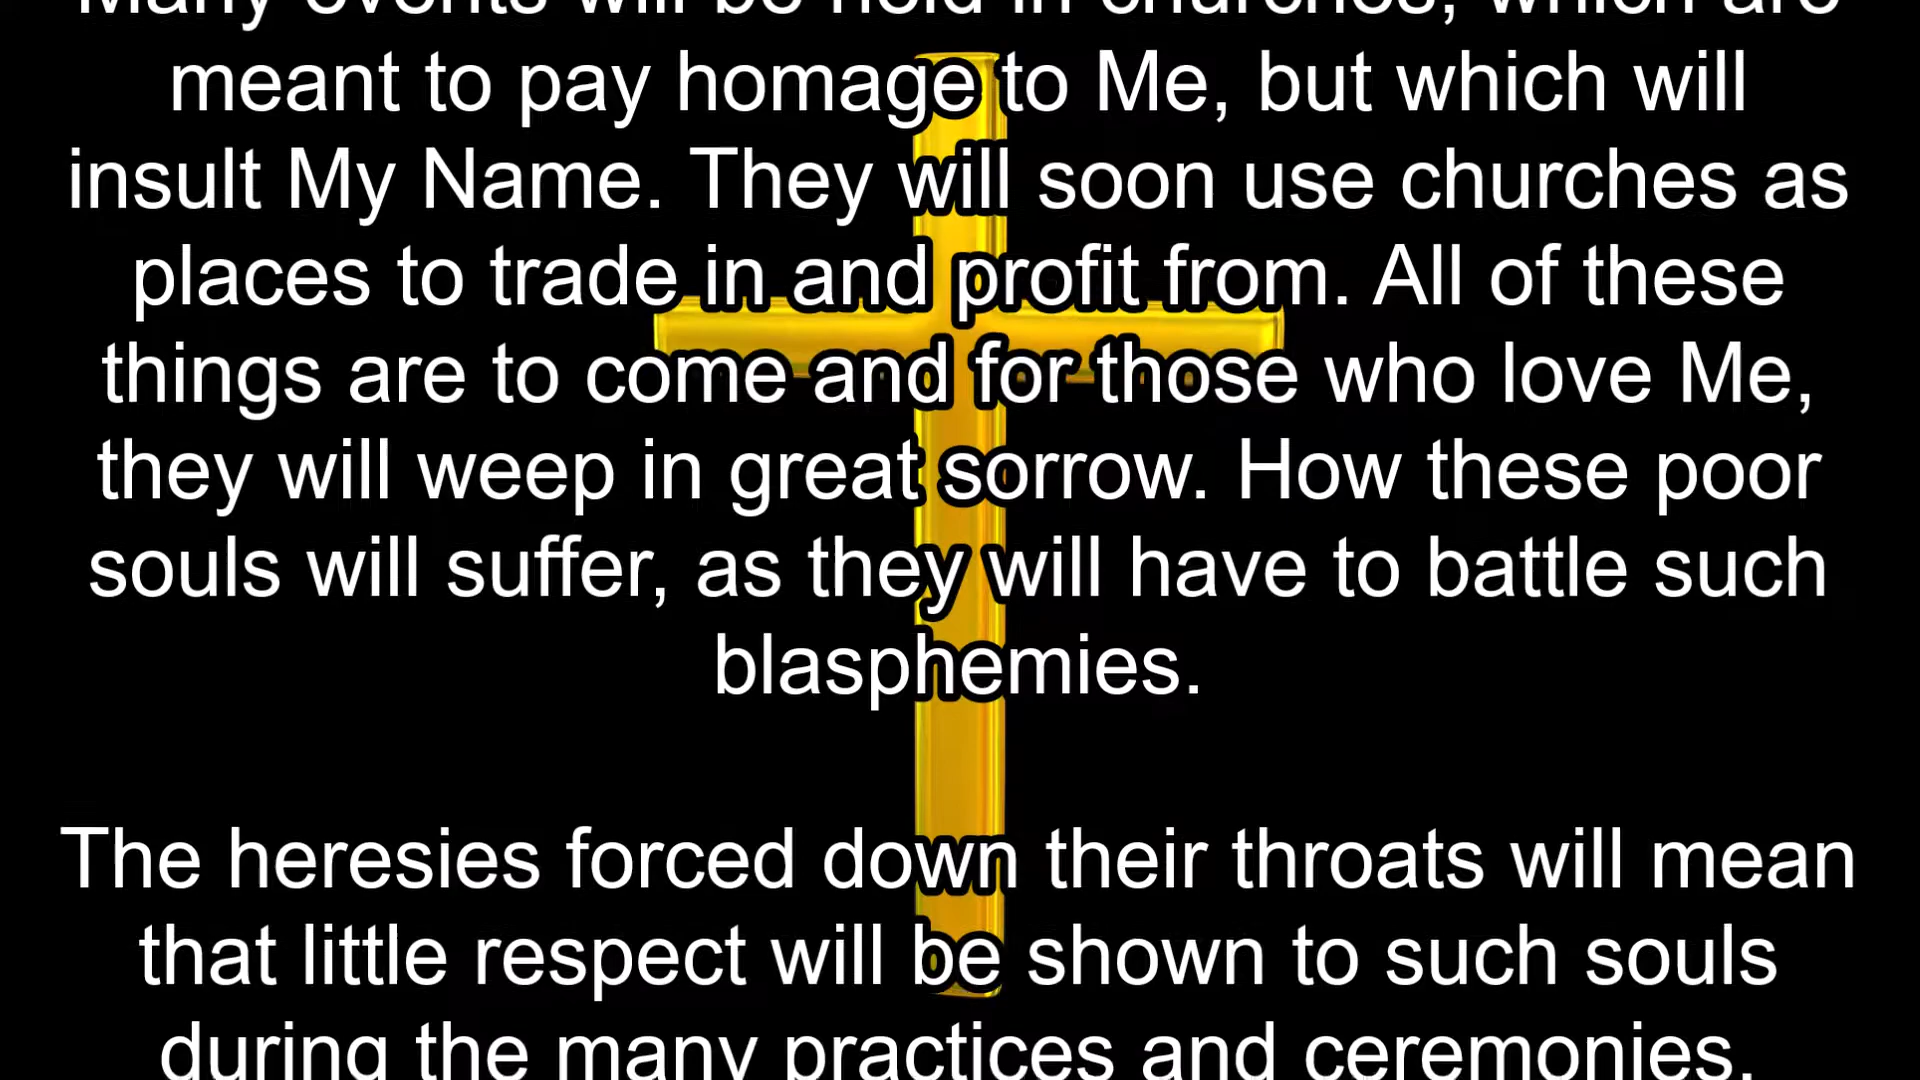 Many events will be held in churches, which are
meant to pay homage to Me, but which will
insult My Name. They will soon use churches as
places to trade in and profit from. All of these
things are to come and for those who love Me,
they will weep in great sorrow. How these poor
souls will suffer, as they will have to battle such
blasphemies.
The heresies forced down their throats will mean
that little respect will be shown to such souls
during the many practices and ceremonies,